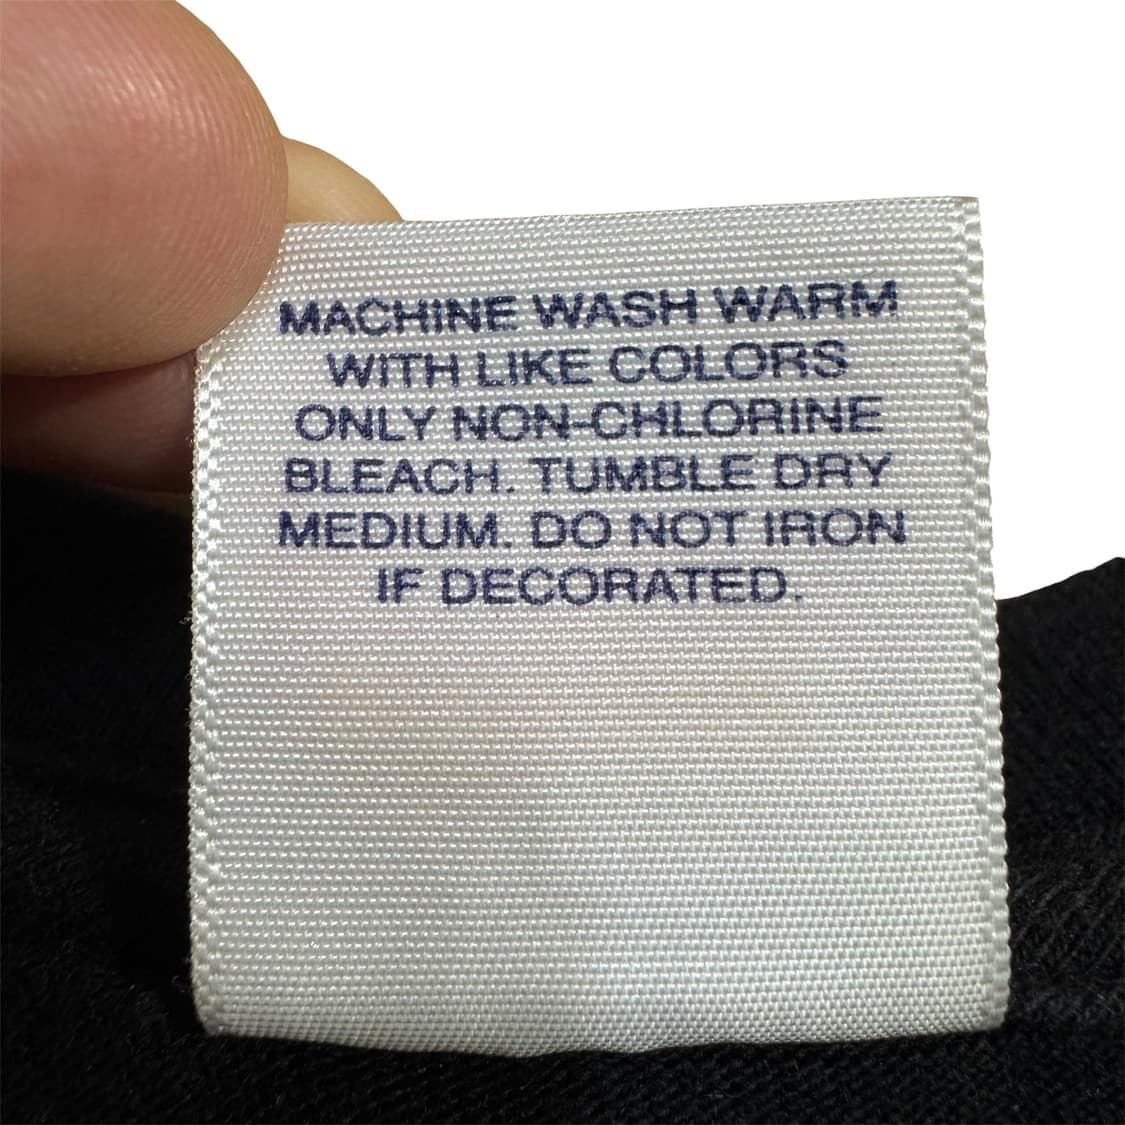 MACHINE WASH WARM
WITH LIKE COLORS
ONLY NON-CHLORINE
BLEACH. TUMBLE DRY
MEDIUM. DO NOT IRON
IF DECORATED.